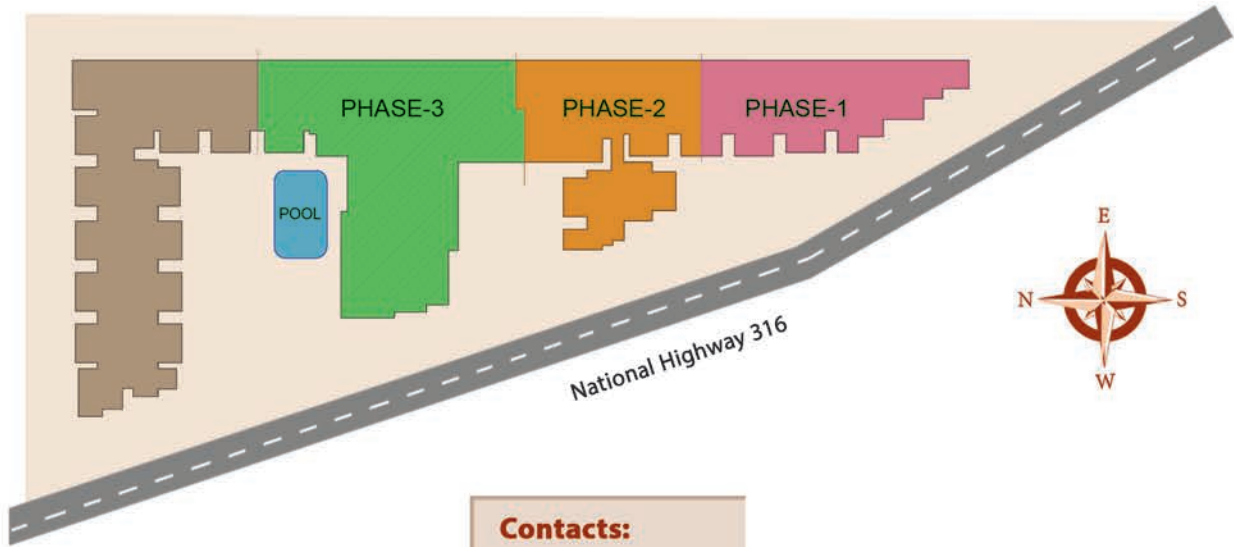 PHASE-3
PHASE-2
PHASE-1
POOL
National Highway 316
E
N
S
W
Contacts: